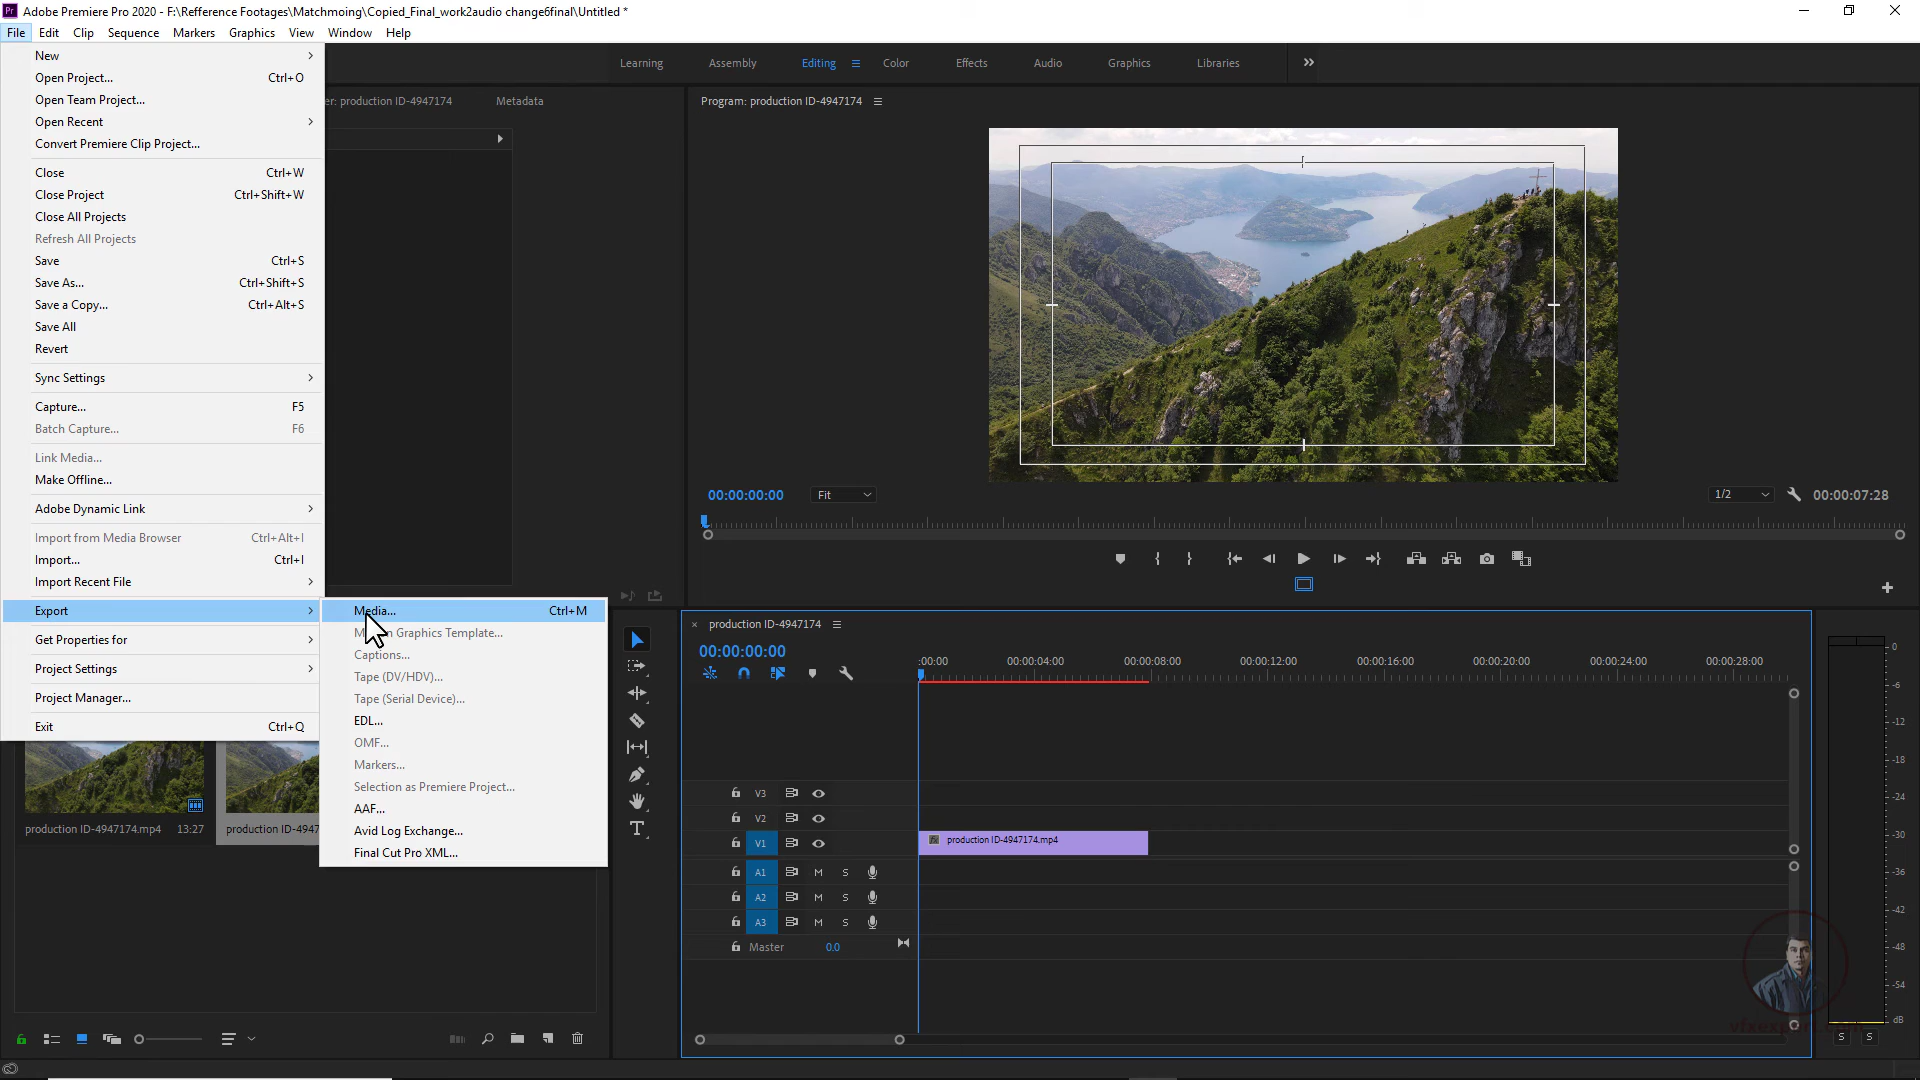 Pr Adobe Premiere Pro 2020 - F:\Refference Footages\Matchmoing\Copied_Final_work2audio change6final\Untitled *
File Edit Clip Sequence Markers Graphics View Window Help
New
Open Project... Ctrl+O
Open Team Project...
Open Recent
Convert Premiere Clip Project...
Close Ctrl+W
Close Project Ctrl+Shift+W
Close All Projects
Refresh All Projects
Save Ctrl+S
Save As... Ctrl+Shift+S
Save a Copy... Ctrl+Alt+S
Save All
Revert
Sync Settings
Capture... F5
Batch Capture... F6
Link Media...
Make Offline...
Adobe Dynamic Link
Import from Media Browser Ctrl+Alt+I
Import... Ctrl+I
Import Recent File
Export
Get Properties for
Project Settings
Project Manager...
Exit Ctrl+Q
Media... Ctrl+M
Graphics Template...
Captions...
Tape (DV/HDV)...
Tape (Serial Device)...
EDL...
OMF...
Markers...
Selection as Premiere Project...
AAF...
Avid Log Exchange...
Final Cut Pro XML...
Learning Assembly Editing Color Effects Audio Graphics Libraries
er: production ID-4947174 Metadata
Program: production ID-4947174
00:00:00:00 Fit 1/2 00:00:07:28
production ID-4947174.mp4 13:27 production ID-4947
× production ID-4947174
00:00:00:00
:00:00 00:00:04:00 00:00:08:00 00:00:12:00 00:00:16:00 00:00:20:00 00:00:24:00 00:00:28:00
V3
V2
V1 fx production ID-4947174.mp4
A1 M S
A2 M S
A3 M S
Master 0.0
0
-6
-12
-18
-24
-30
-36
-42
-48
-54
dB
S S